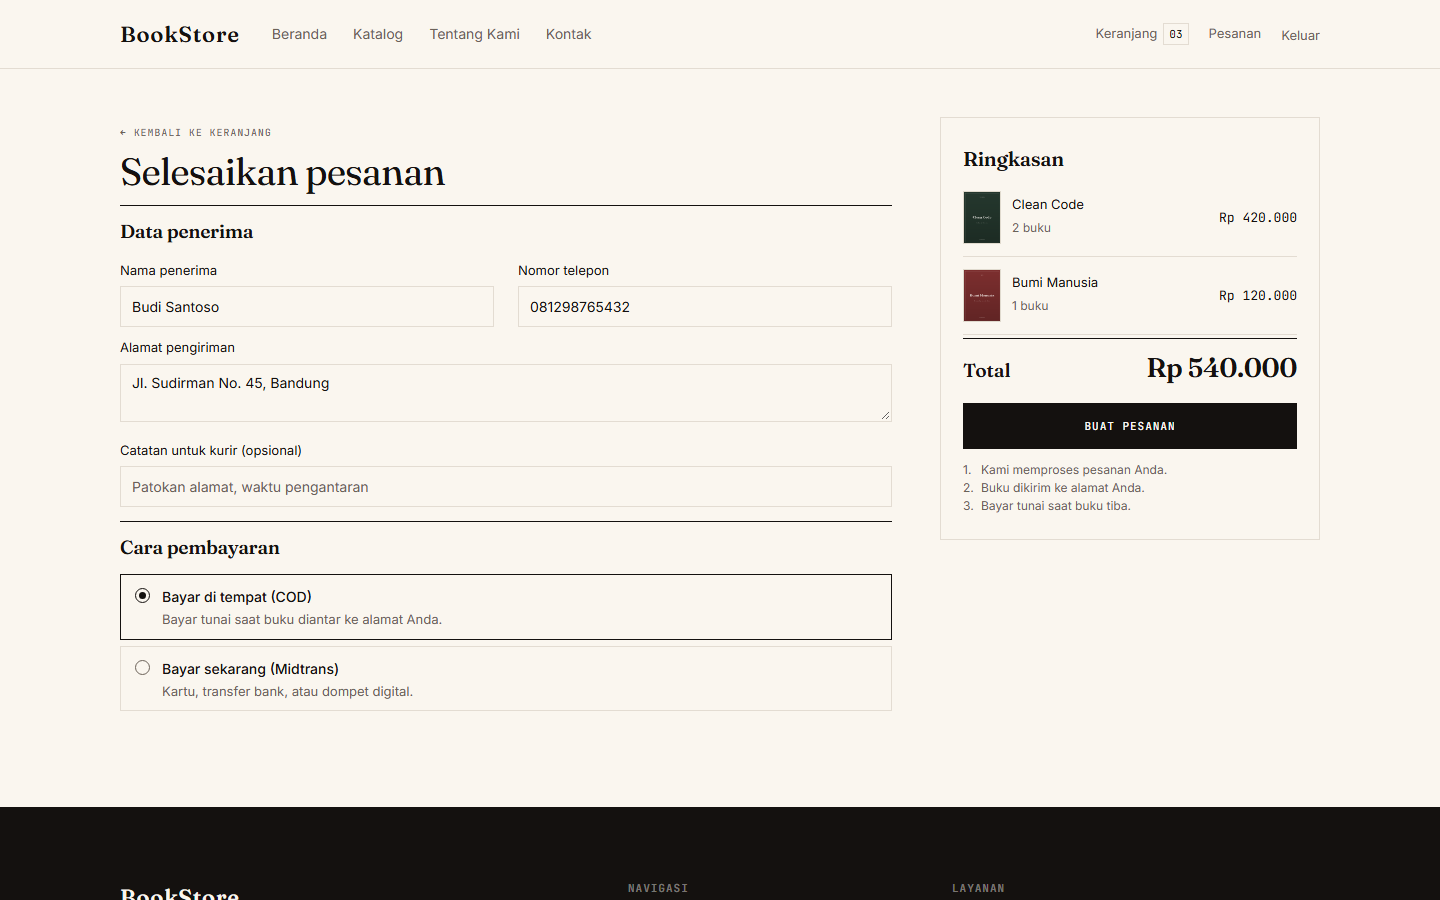 BookStore Beranda Katalog Tentang Kami Kontak Keranjang 03 Pesanan Keluar
← KEMBALI KE KERANJANG
Selesaikan pesanan
Data penerima
Nama penerima
Budi Santoso
Nomor telepon
081298765432
Alamat pengiriman
Jl. Sudirman No. 45, Bandung
Catatan untuk kurir (opsional)
Patokan alamat, waktu pengantaran
Cara pembayaran
Bayar di tempat (COD)
Bayar tunai saat buku diantar ke alamat Anda.
Bayar sekarang (Midtrans)
Kartu, transfer bank, atau dompet digital.
Ringkasan
Clean Code
2 buku
Rp 420.000
Bumi Manusia
1 buku
Rp 120.000
Total Rp 540.000
BUAT PESANAN
1. Kami memproses pesanan Anda.
2. Buku dikirim ke alamat Anda.
3. Bayar tunai saat buku tiba.
BookStore
NAVIGASI
LAYANAN